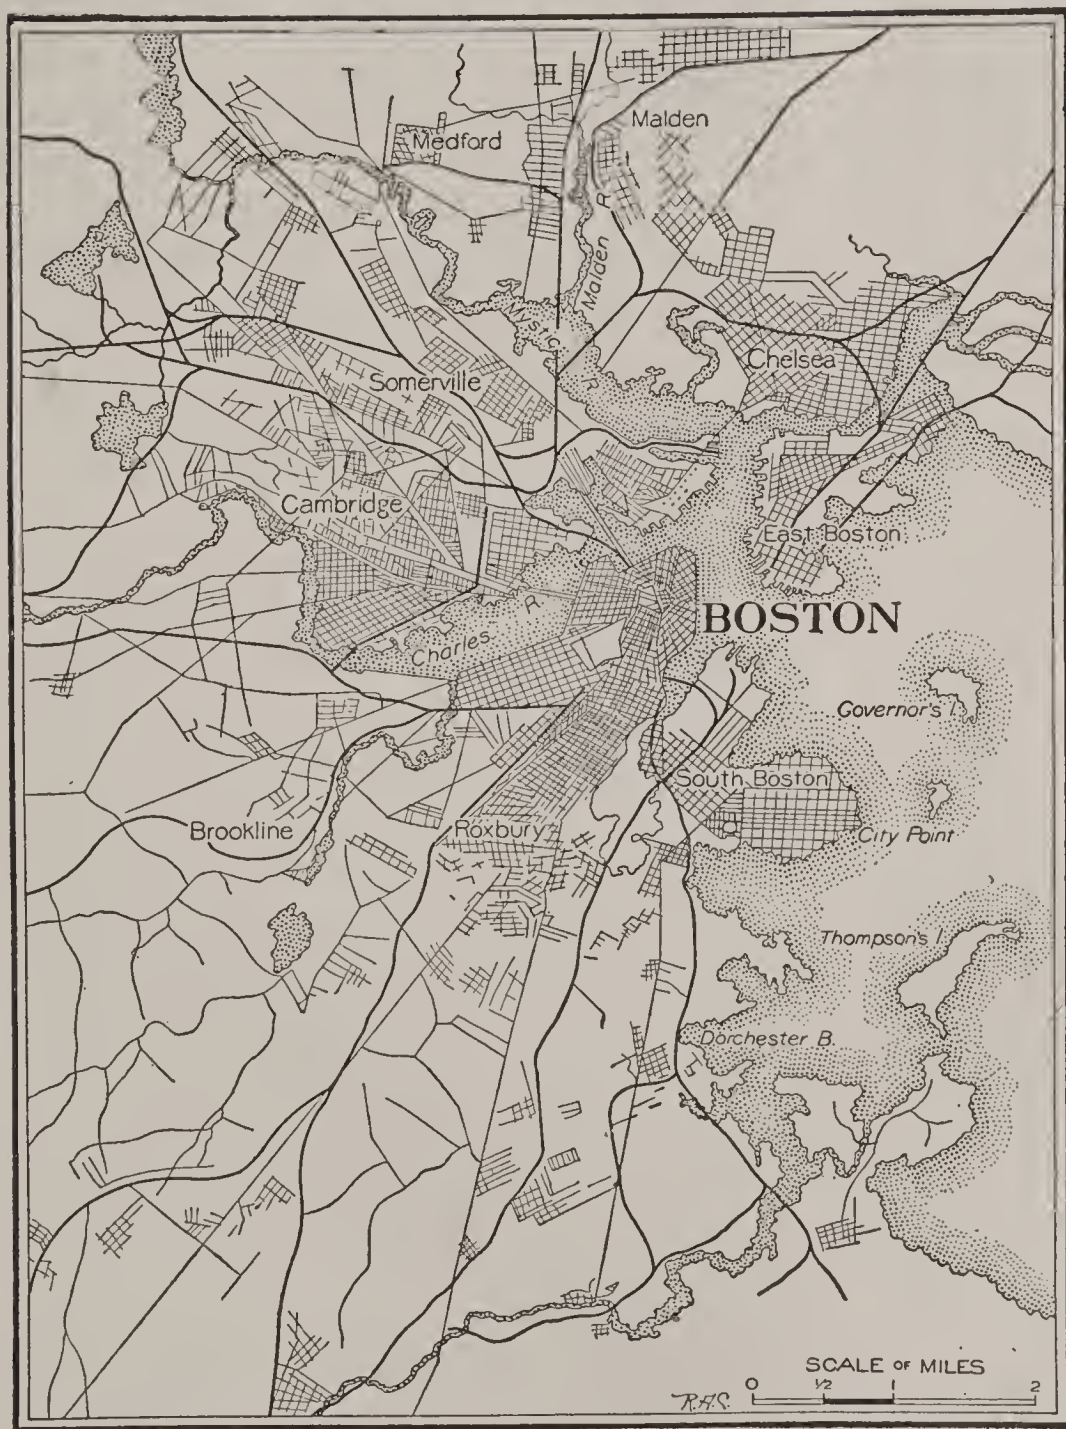 Malden
Medford
Malden R.
Mystic R.
Chelsea
Somerville
Cambridge
East Boston
BOSTON
Charles R.
Governor's I.
South Boston
Brookline
Roxbury
City Point
Thompson's I.
Dorchester B.
SCALE OF MILES
0 1/2 1 2
R.A.S.